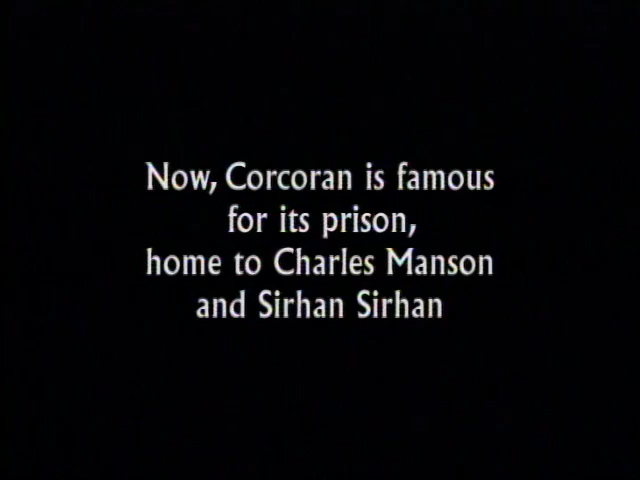 Now, Corcoran is famous
for its prison,
home to Charles Manson
and Sirhan Sirhan